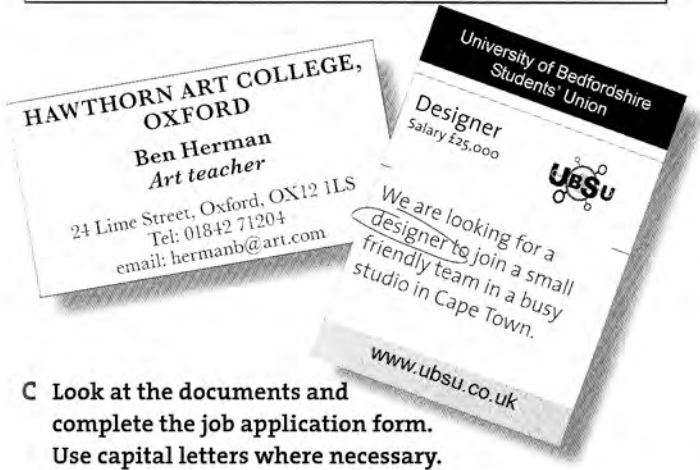 HAWTHORN ART COLLEGE,
OXFORD
Ben Herman
Art teacher
24 Lime Street, Oxford, OX12 1LS
Tel: 01842 71204
email: hermanb@art.com
University of Bedfordshire
Students' Union
Designer
Salary £25,000
UBSU
We are looking for a
designer to join a small
friendly team in a busy
studio in Cape Town.
www.ubsu.co.uk
C Look at the documents and
complete the job application form.
Use capital letters where necessary.